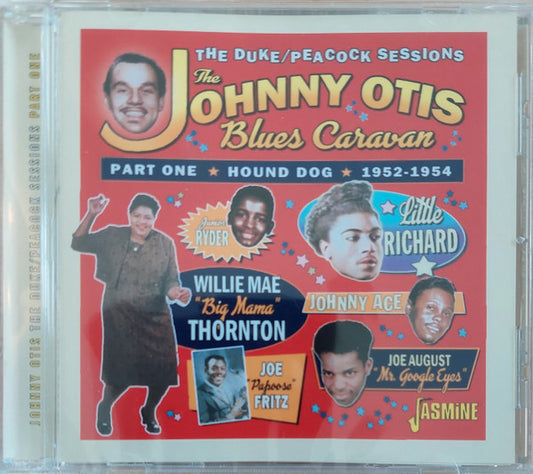 THE DUKE/PEACOCK SESSIONS
The
JOHNNY OTIS
Blues Caravan
PART ONE ★ HOUND DOG ★ 1952-1954
Junior
RYDER
Little
RICHARD
WILLIE MAE
"Big Mama"
THORNTON
JOHNNY ACE
JOE
"Papoose"
FRITZ
JOE AUGUST
"Mr. Google Eyes"
JASMINE
JOHNNY OTIS THE DUKE/PEACOCK SESSIONS PART ONE